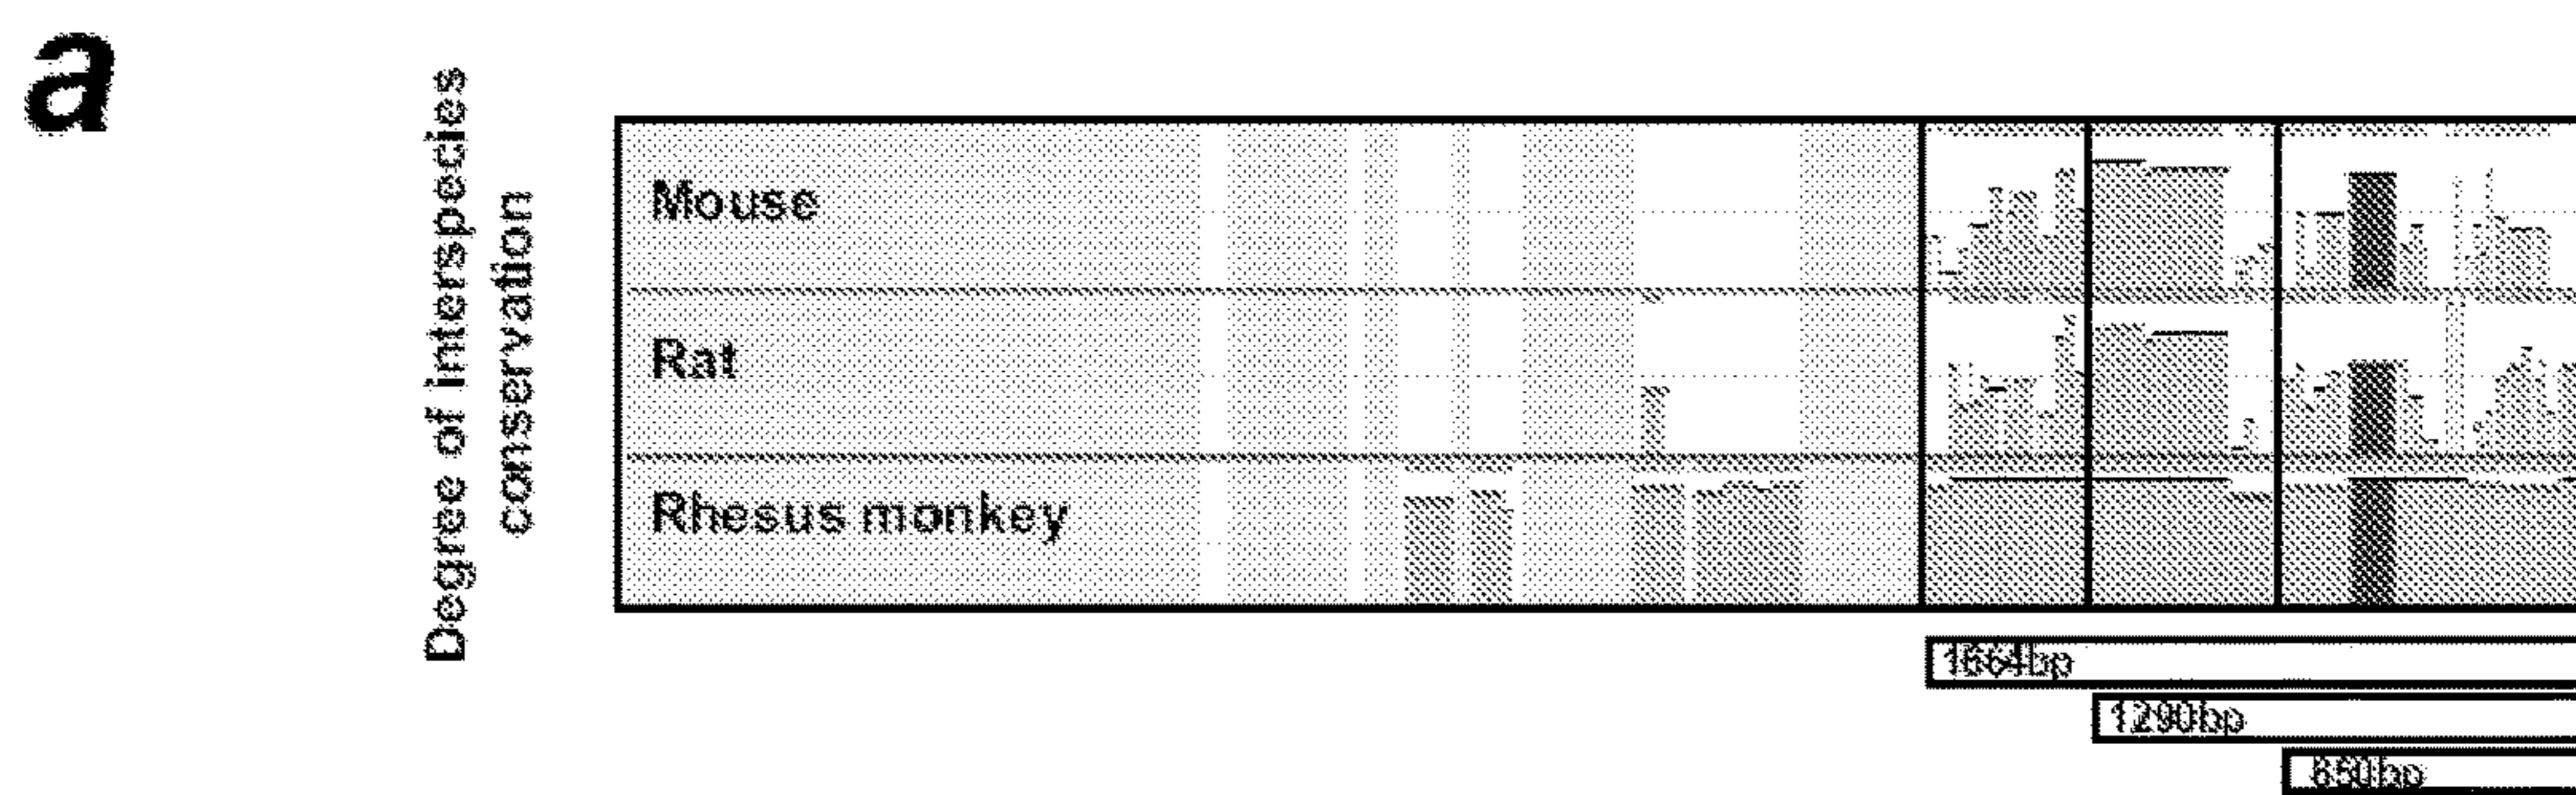 a
Degree of interspecies
conservation
Mouse
Rat
Rhesus monkey
1664bp
1290bp
850bp